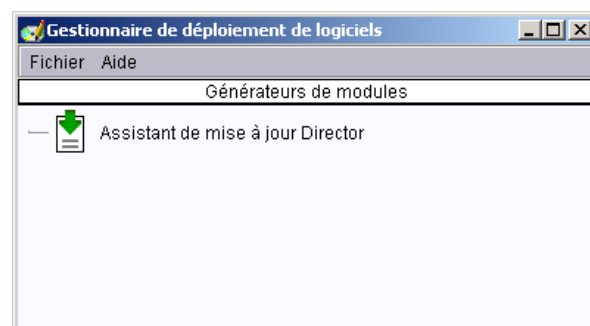 Gestionnaire de déploiement de logiciels
Fichier Aide
Générateurs de modules
Assistant de mise à jour Director